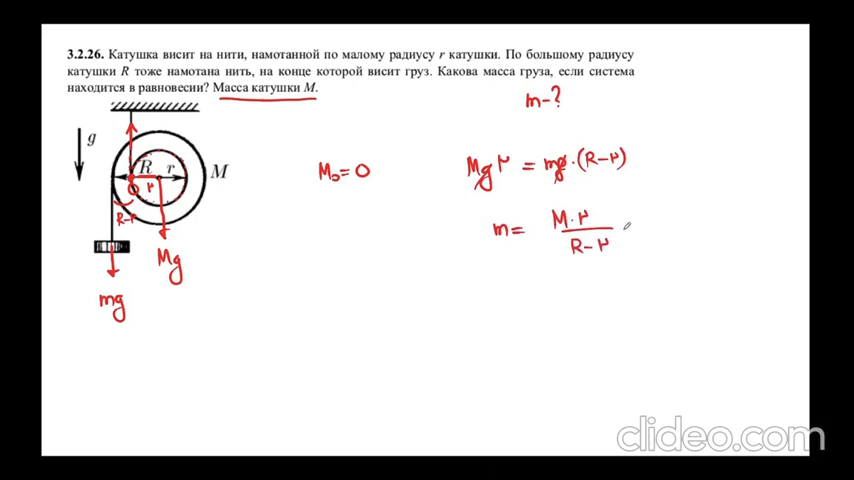 3.2.26. Катушка висит на нити, намотанной по малому радиусу r катушки. По большому радиусу
катушки R тоже намотана нить, на конце которой висит груз. Какова масса груза, если система
находится в равновесии? Масса катушки M.
m-?
g
R r M
O r
R-r
Mg
mg
M₀=0
Mgr = mg·(R-r)
m= M·r / R-r
clideo.com